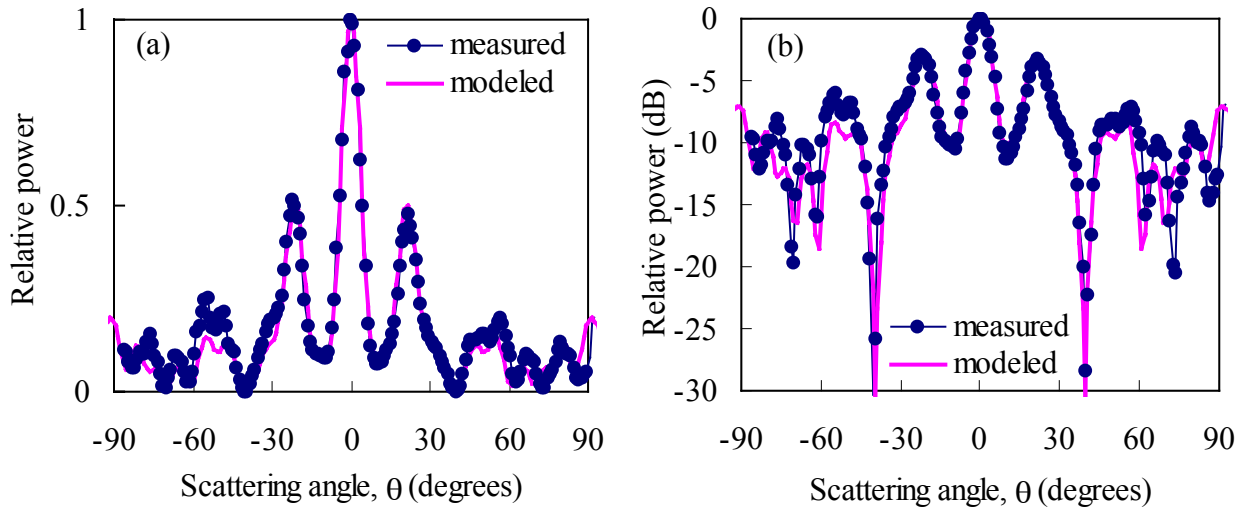 (a)
measured
modeled
Relative power
1
0.5
0
-90 -60 -30 0 30 60 90
Scattering angle, θ (degrees)
(b)
measured
modeled
Relative power (dB)
0
-5
-10
-15
-20
-25
-30
-90 -60 -30 0 30 60 90
Scattering angle, θ (degrees)